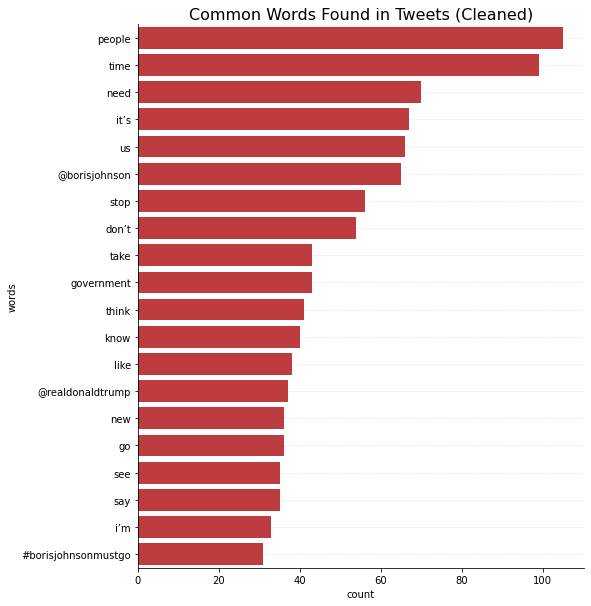 Common Words Found in Tweets (Cleaned)
words
people
time
need
it’s
us
@borisjohnson
stop
don’t
take
government
think
know
like
@realdonaldtrump
new
go
see
say
i’m
#borisjohnsonmustgo
0 20 40 60 80 100
count